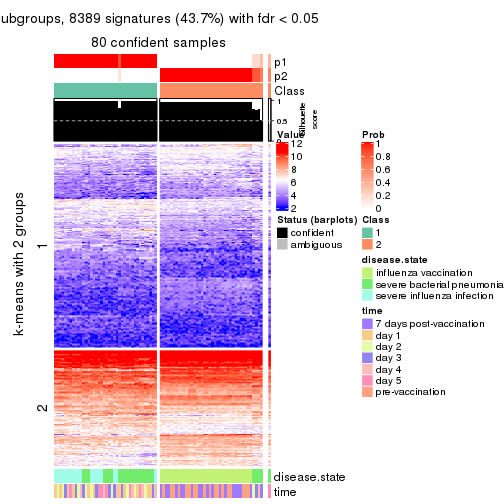 ubgroups, 8389 signatures (43.7%) with fdr < 0.05
80 confident samples
p1
p2
Class
1
0.5
0
Silhouette
score
k-means with 2 groups
1
2
disease.state
time
Value
12
10
8
6
4
2
Prob
1
0.8
0.6
0.4
0.2
0
Status (barplots)
confident
ambiguous
Class
1
2
disease.state
influenza vaccination
severe bacterial pneumonia
severe influenza infection
time
7 days post-vaccination
day 1
day 2
day 3
day 4
day 5
pre-vaccination